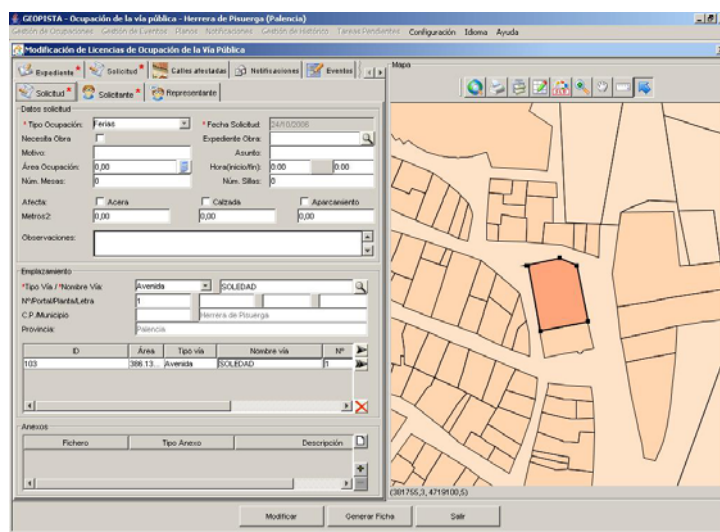 GEOPISTA - Ocupación de la vía pública - Herrera de Pisuerga (Palencia)
Gestión de Ocupaciones Gestión de Eventos Planos Notificaciones Gestión de Histórico Tareas Pendientes Configuración Idioma Ayuda
Modificación de Licencias de Ocupación de la Vía Pública
Expediente * Solicitud * Calles afectadas * Notificaciones Eventos
Mapa
Solicitud * Solicitante * Representante
Datos solicitud
* Tipo Ocupación: Ferias * Fecha Solicitud: 24/10/2006
Necesita Obra Expediente Obra:
Motivo: Asunto:
Área Ocupación: 0,00 Hora(inicio/fin): 0:00 0:00
Núm. Mesas: 0 Núm. Sillas: 0
Afecta: Acera Calzada Aparcamiento
Metros2: 0,00 0,00 0,00
Observaciones:
Emplazamiento
*Tipo Vía / *Nombre Vía: Avenida SOLEDAD
Nº/Portal/Planta/Letra 1
C.P./Municipio Herrera de Pisuerga
Provincia: Palencia
ID Área Tipo vía Nombre vía Nº
103 386.13... Avenida SOLEDAD 1
Anexos
Fichero Tipo Anexo Descripción
(381755,3, 4719100,5)
Modificar Generar Ficha Salir